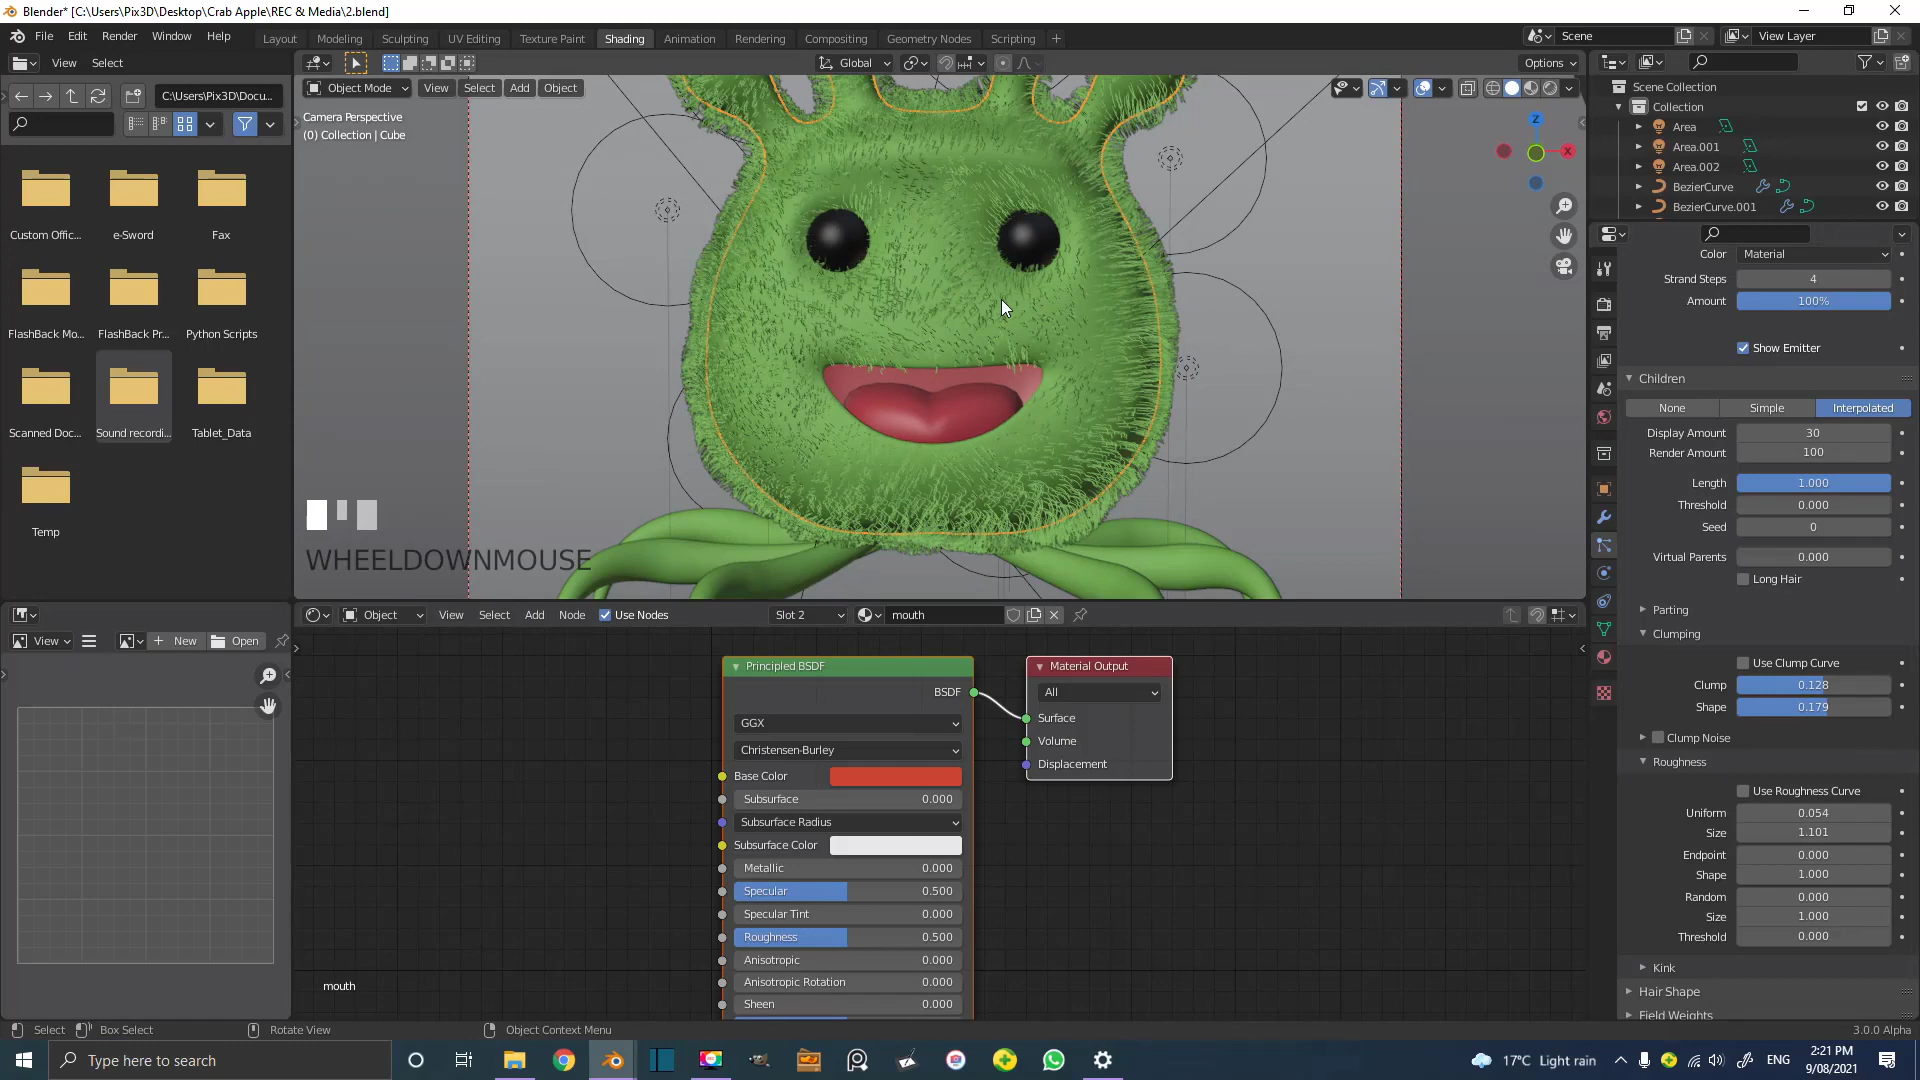 Blender* [C:\Users\Pix3D\Desktop\Crab Apple\REC & Media\2.blend]
File Edit Render Window Help
Layout Modeling Sculpting UV Editing Texture Paint Shading Animation Rendering Compositing Geometry Nodes Scripting +
Scene
View Layer
View Select
Global
Options
C:\Users\Pix3D\Docu...
Object Mode View Select Add Object
Camera Perspective
(0) Collection | Cube
Z
X
Custom Offic... e-Sword Fax
FlashBack Mo... FlashBack Pr... Python Scripts
Scanned Doc... Sound recordi... Tablet_Data
Temp
WHEELDOWNMOUSE
Scene Collection
Collection
Area
Area.001
Area.002
BezierCurve
BezierCurve.001
Color Material
Strand Steps 4
Amount 100%
Show Emitter
Children
None Simple Interpolated
Display Amount 30
Render Amount 100
Length 1.000
Threshold 0.000
Seed 0
Virtual Parents 0.000
Long Hair
Parting
Clumping
Use Clump Curve
Clump 0.128
Shape 0.179
Clump Noise
Roughness
Use Roughness Curve
Uniform 0.054
Size 1.101
Endpoint 0.000
Shape 1.000
Random 0.000
Size 1.000
Threshold 0.000
Kink
Hair Shape
Field Weights
View New Open
Object View Select Add Node Use Nodes Slot 2 mouth
Principled BSDF
BSDF
GGX
Christensen-Burley
Base Color
Subsurface 0.000
Subsurface Radius
Subsurface Color
Metallic 0.000
Specular 0.500
Specular Tint 0.000
Roughness 0.500
Anisotropic 0.000
Anisotropic Rotation 0.000
Sheen 0.000
Material Output
All
Surface
Volume
Displacement
mouth
Select Box Select Rotate View Object Context Menu 3.0.0 Alpha
Type here to search
17°C Light rain
ENG
2:21 PM
9/08/2021